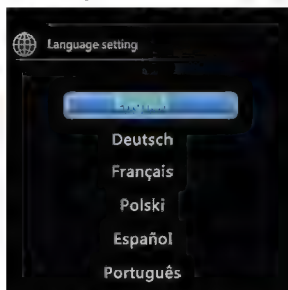 Language setting
Deutsch
Français
Polski
Español
Português